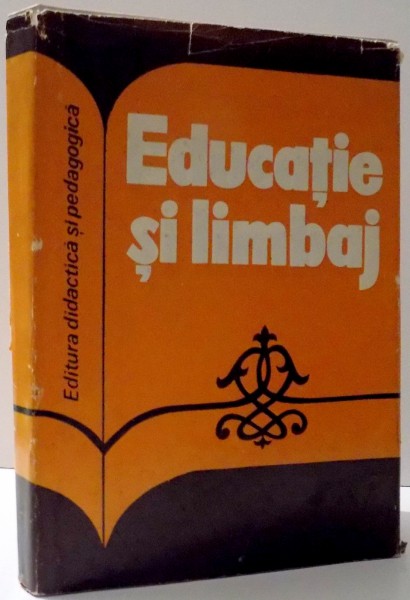 Educație
și limbaj
Editura didactică și pedagogică